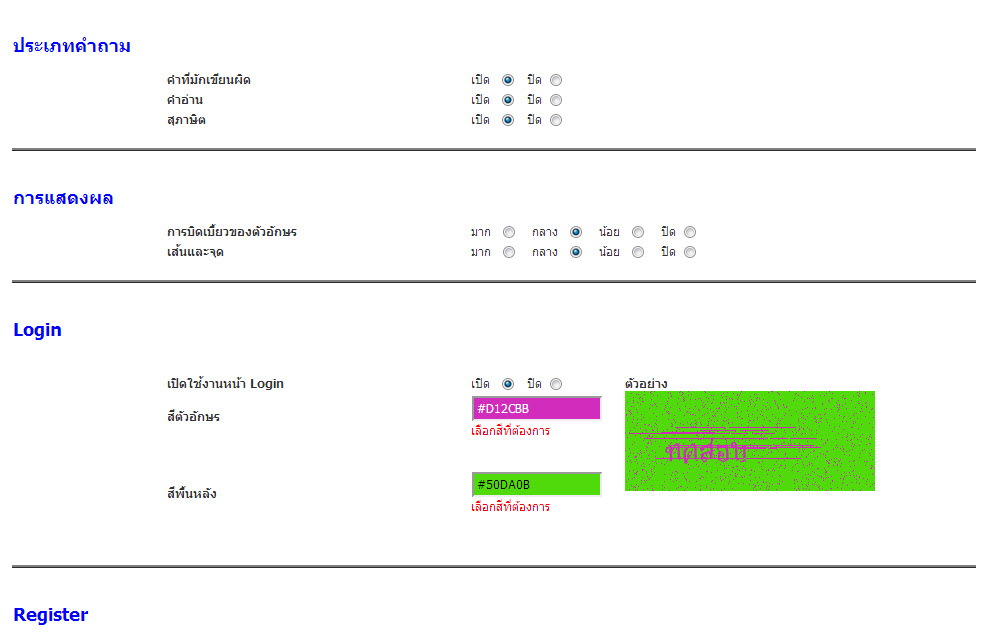 ประเภทคำถาม
คำที่มักเขียนผิด เปิด ปิด
คำอ่าน เปิด ปิด
สุภาษิต เปิด ปิด
การแสดงผล
การบิดเบี้ยวของตัวอักษร มาก กลาง น้อย ปิด
เส้นและจุด มาก กลาง น้อย ปิด
Login
เปิดใช้งานหน้า Login เปิด ปิด ตัวอย่าง
สีตัวอักษร #D12CBB
เลือกสีที่ต้องการ
ทดสอบ
สีพื้นหลัง #50DA0B
เลือกสีที่ต้องการ
Register